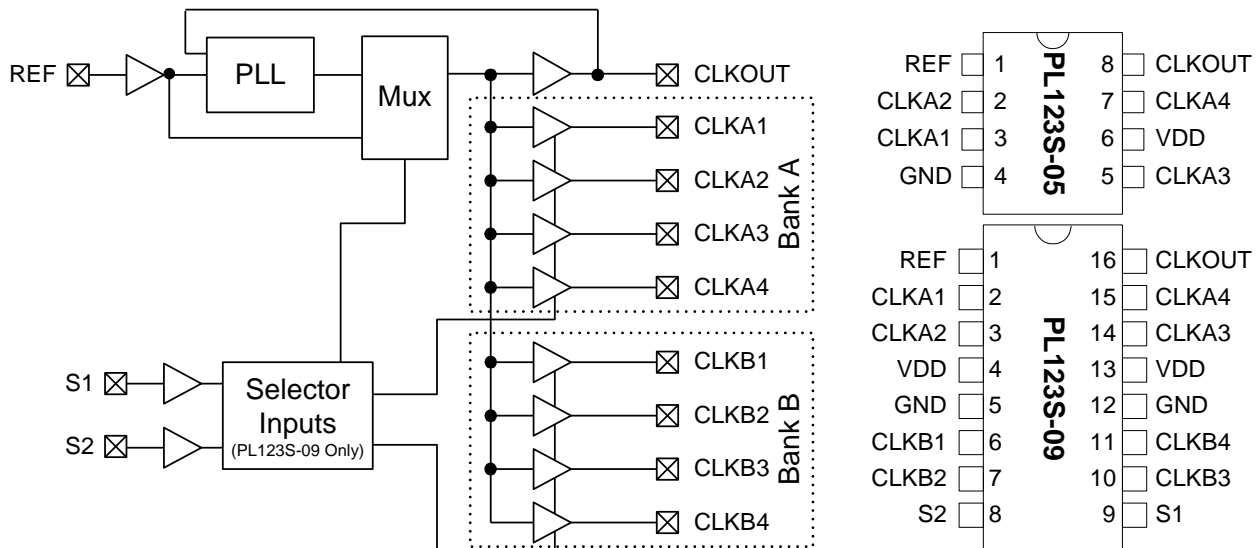 REF
PLL
Mux
CLKOUT
CLKA1
CLKA2
CLKA3
CLKA4
Bank A
S1
S2
Selector
Inputs
(PL123S-09 Only)
CLKB1
CLKB2
CLKB3
CLKB4
Bank B
PL123S-05
REF 1 8 CLKOUT
CLKA2 2 7 CLKA4
CLKA1 3 6 VDD
GND 4 5 CLKA3
PL123S-09
REF 1 16 CLKOUT
CLKA1 2 15 CLKA4
CLKA2 3 14 CLKA3
VDD 4 13 VDD
GND 5 12 GND
CLKB1 6 11 CLKB4
CLKB2 7 10 CLKB3
S2 8 9 S1